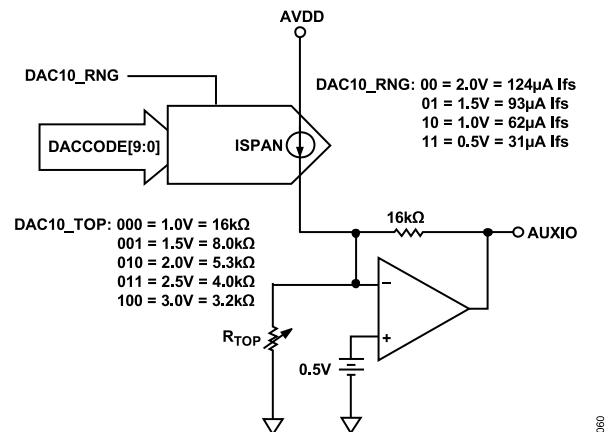 AVDD
DAC10_RNG
DAC10_RNG: 00 = 2.0V = 124µA Ifs
01 = 1.5V = 93µA Ifs
10 = 1.0V = 62µA Ifs
11 = 0.5V = 31µA Ifs
DACCODE[9:0]
ISPAN
DAC10_TOP: 000 = 1.0V = 16kΩ
001 = 1.5V = 8.0kΩ
010 = 2.0V = 5.3kΩ
011 = 2.5V = 4.0kΩ
100 = 3.0V = 3.2kΩ
16kΩ
AUXIO
−
+
RTOP
0.5V
060